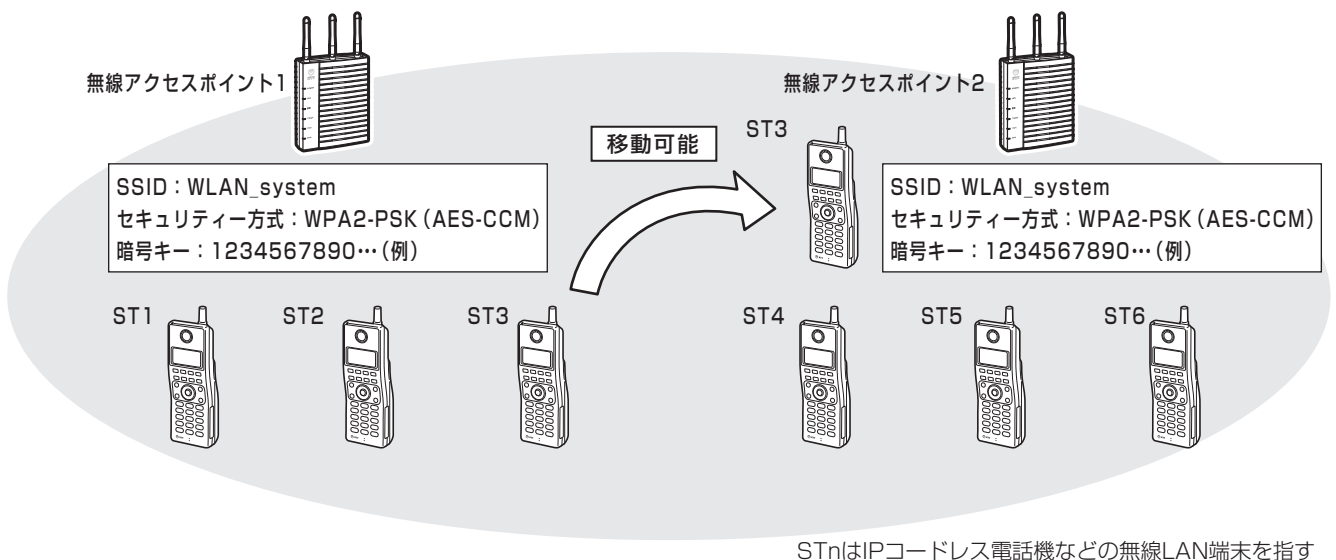 無線アクセスポイント1
無線アクセスポイント2
移動可能
ST3
SSID:WLAN_system
セキュリティー方式:WPA2-PSK(AES-CCM)
暗号キー:1234567890…(例)
SSID:WLAN_system
セキュリティー方式:WPA2-PSK(AES-CCM)
暗号キー:1234567890…(例)
ST1
ST2
ST3
ST4
ST5
ST6
STnはIPコードレス電話機などの無線LAN端末を指す